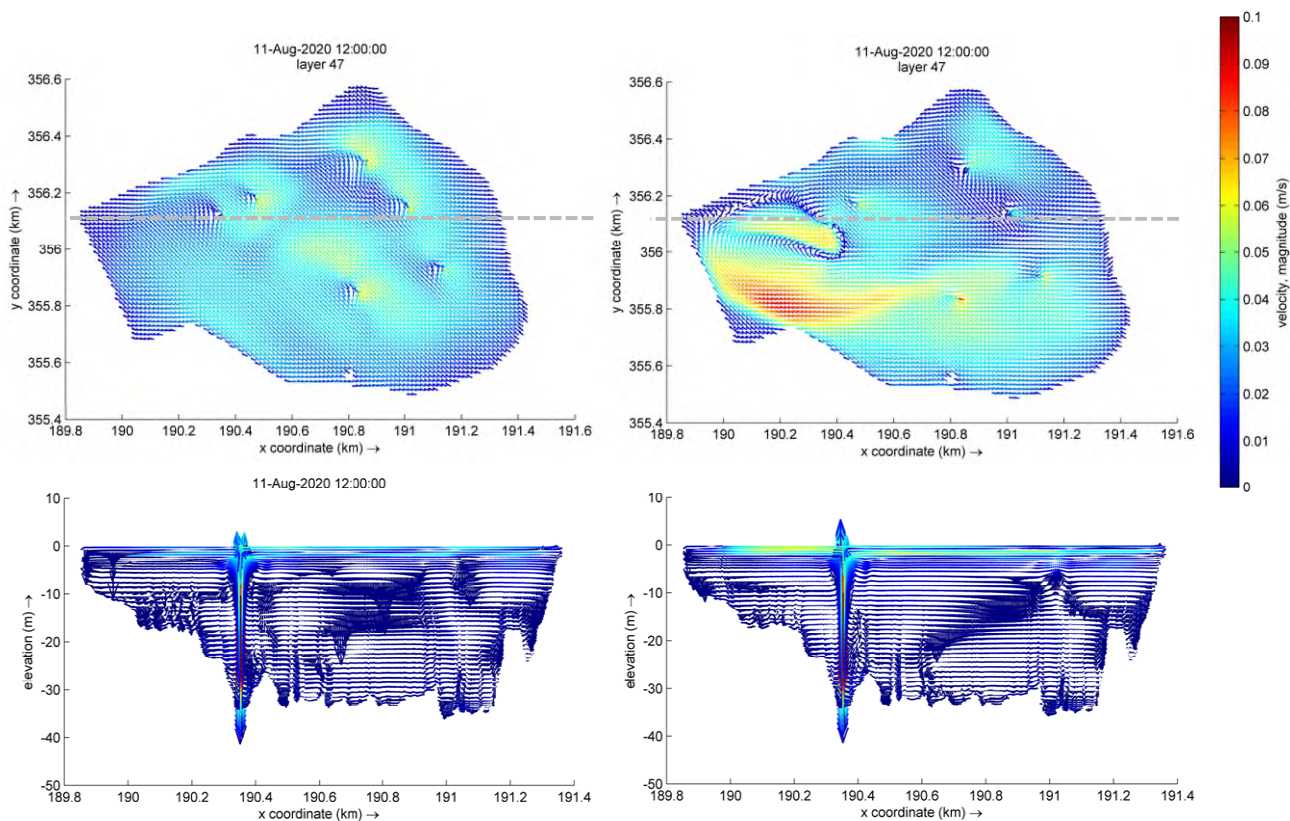 11-Aug-2020 12:00:00
layer 47
356.6
356.4
356.2
356
355.8
355.6
355.4
y coordinate (km) →
189.8 190 190.2 190.4 190.6 190.8 191 191.2 191.4 191.6
x coordinate (km) →
11-Aug-2020 12:00:00
layer 47
356.6
356.4
356.2
356
355.8
355.6
355.4
y coordinate (km) →
189.8 190 190.2 190.4 190.6 190.8 191 191.2 191.4 191.6
x coordinate (km) →
0.1
0.09
0.08
0.07
0.06
0.05
0.04
0.03
0.02
0.01
0
velocity, magnitude (m/s)
11-Aug-2020 12:00:00
10
0
-10
-20
-30
-40
-50
elevation (m) →
189.8 190 190.2 190.4 190.6 190.8 191 191.2 191.4
x coordinate (km) →
10
0
-10
-20
-30
-40
-50
elevation (m) →
189.8 190 190.2 190.4 190.6 190.8 191 191.2 191.4
x coordinate (km) →